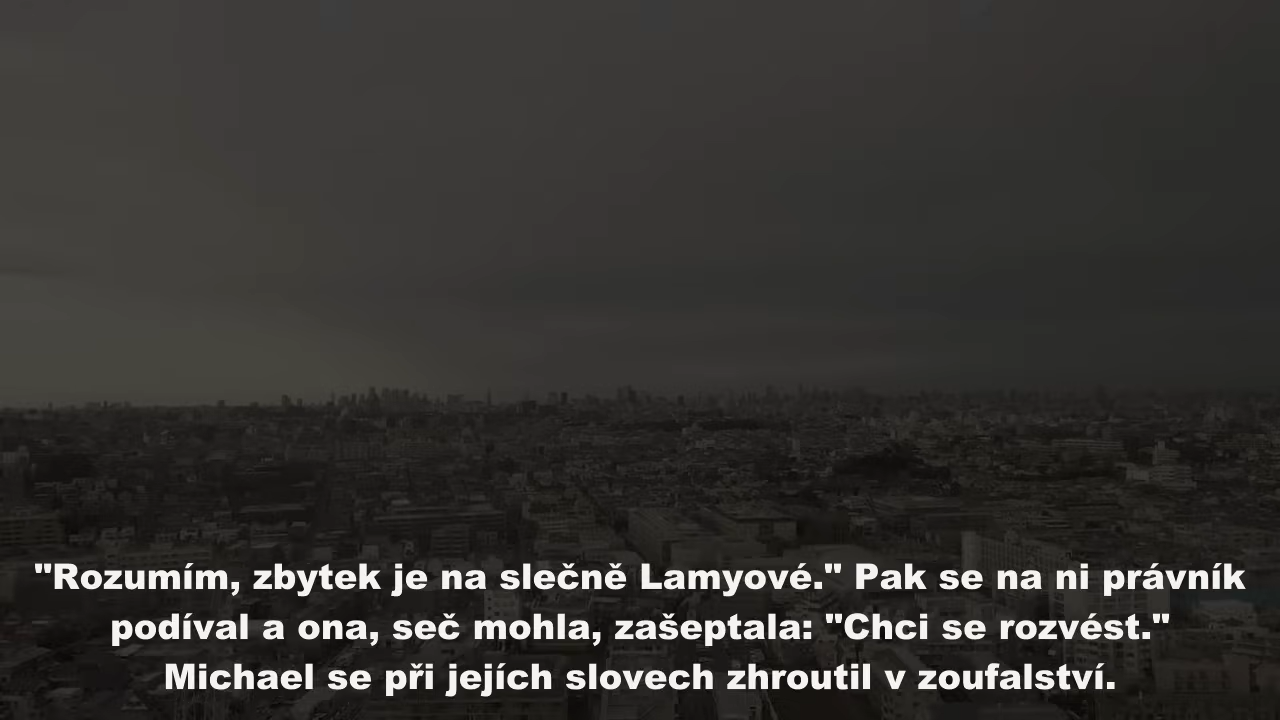 "Rozumím, zbytek je na slečně Lamyové." Pak se na ni právník
podíval a ona, seč mohla, zašeptala: "Chci se rozvést."
Michael se při jejích slovech zhroutil v zoufalství.